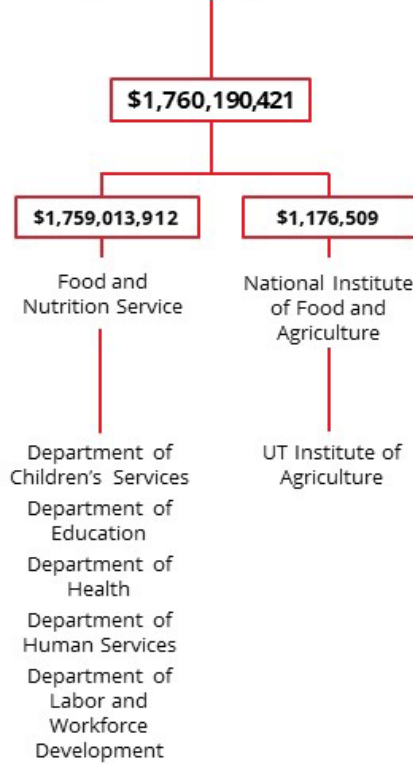 $1,760,190,421
$1,759,013,912
Food and
Nutrition Service
Department of
Children's Services
Department of
Education
Department of
Health
Department of
Human Services
Department of
Labor and
Workforce
Development
$1,176,509
National Institute
of Food and
Agriculture
UT Institute of
Agriculture